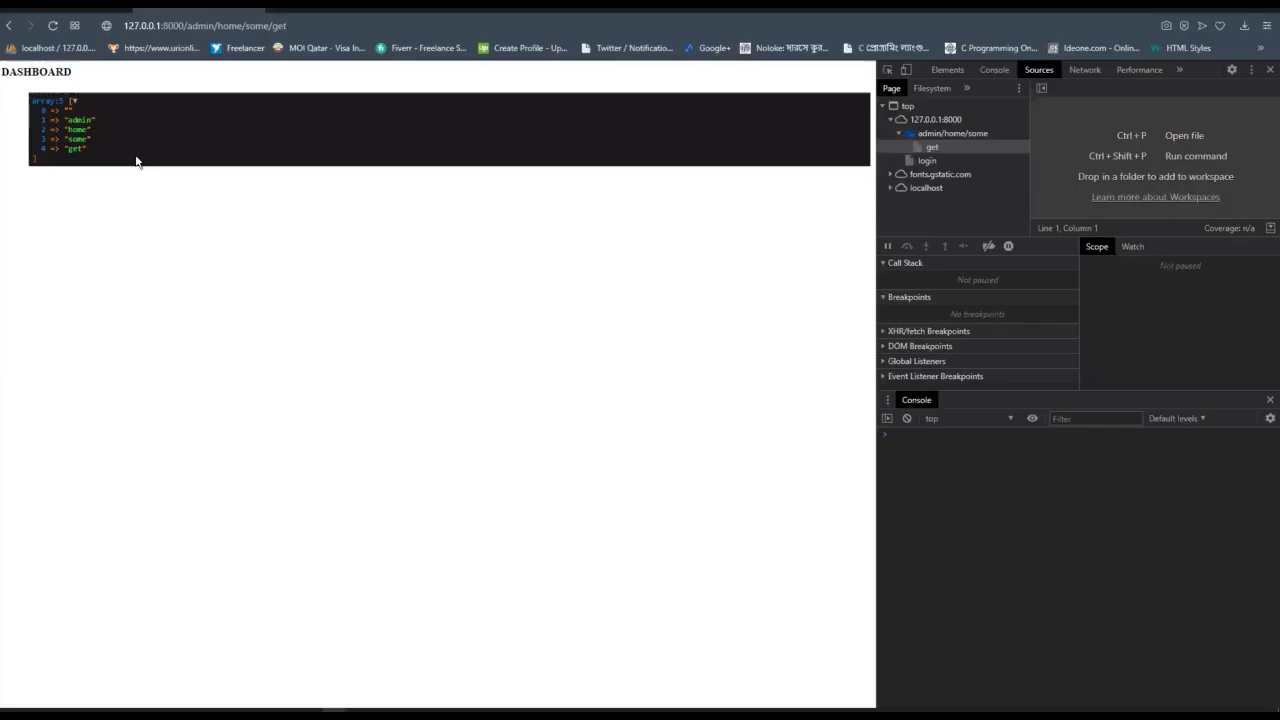 127.0.0.1:8000/admin/home/some/get
localhost / 127.0.0.... https://www.urionli... Freelancer MOI Qatar - Visa In... Fiverr - Freelance S... Up Create Profile - Up... Twitter / Notificatio... Google+ Noloke: দারসে কুর... C প্রোগ্রামিং ল্যাংগু... C Programing On... Ideone.com - Onlin... HTML Styles »
DASHBOARD
array:5 [▼
0 => ""
1 => "admin"
2 => "home"
3 => "some"
4 => "get"
]
Elements Console Sources Network Performance »
Page Filesystem »
top
127.0.0.1:8000
admin/home/some
get
login
fonts.gstatic.com
localhost
Ctrl + P Open file
Ctrl + Shift + P Run command
Drop in a folder to add to workspace
Learn more about Workspaces
Line 1, Column 1 Coverage: n/a
Scope Watch
Not paused
Call Stack
Not paused
Breakpoints
No breakpoints
XHR/fetch Breakpoints
DOM Breakpoints
Global Listeners
Event Listener Breakpoints
Console
top Filter Default levels
>